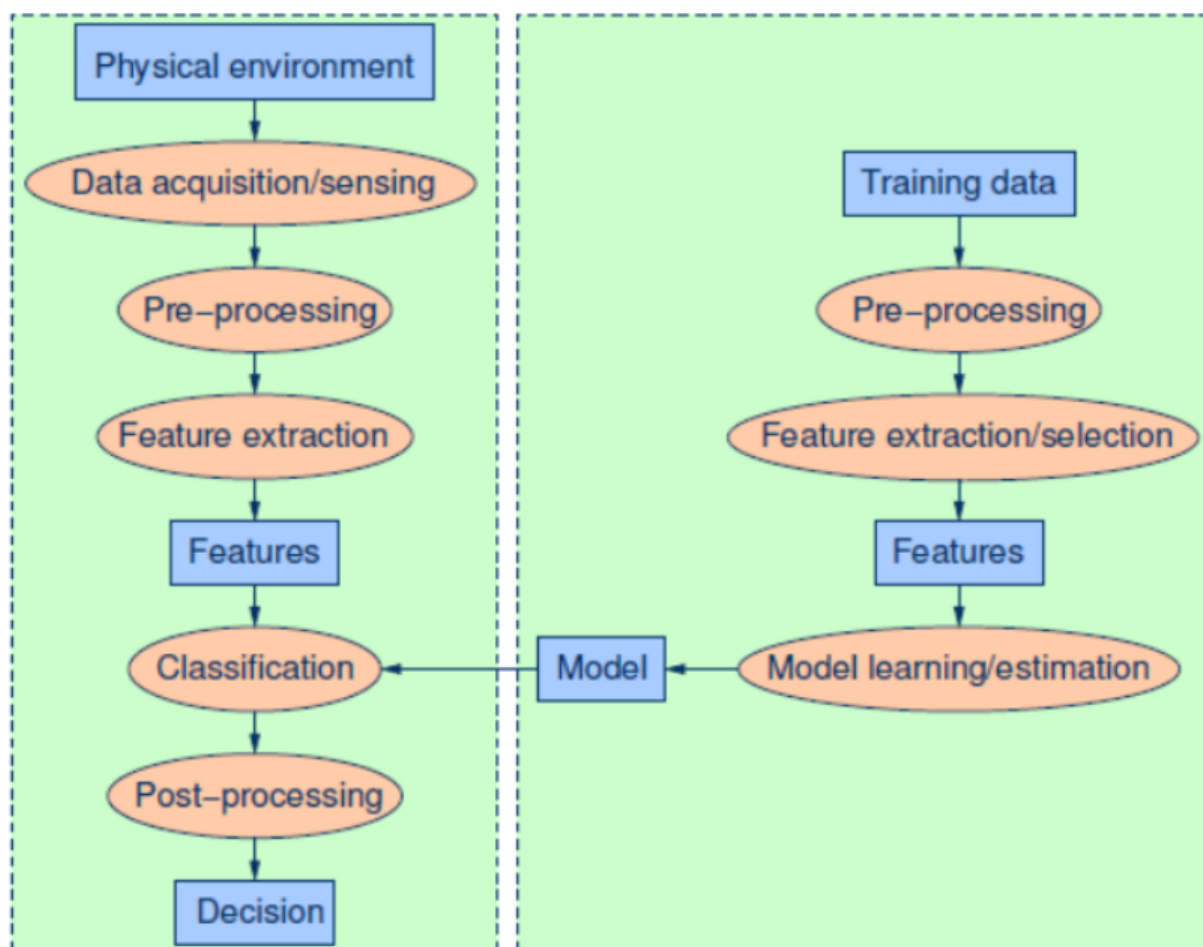 Physical environment
Data acquisition/sensing
Pre−processing
Feature extraction
Features
Classification
Post−processing
Decision
Training data
Pre−processing
Feature extraction/selection
Features
Model learning/estimation
Model